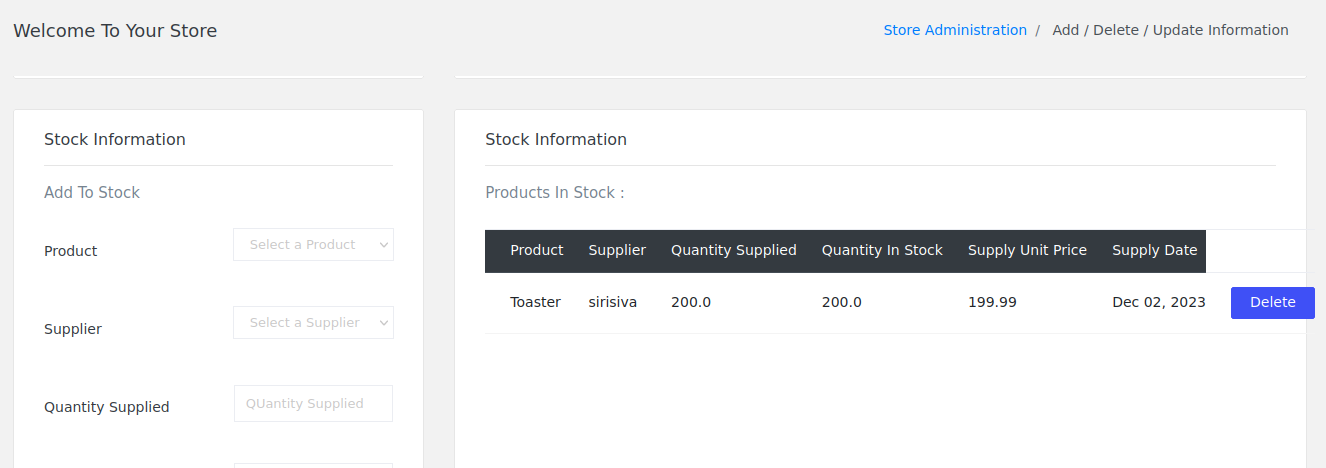 Welcome To Your Store
Store Administration / Add / Delete / Update Information
Stock Information
Add To Stock
Product
Select a Product
Supplier
Select a Supplier
Quantity Supplied
QUantity Supplied
Stock Information
Products In Stock :
Product Supplier Quantity Supplied Quantity In Stock Supply Unit Price Supply Date
Toaster sirisiva 200.0 200.0 199.99 Dec 02, 2023 Delete